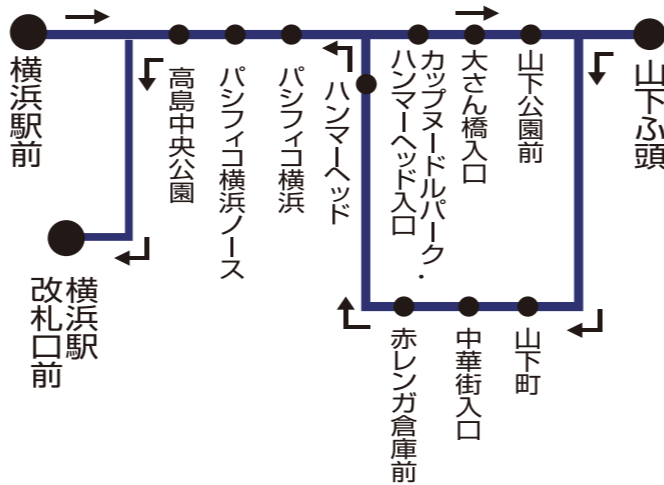 横浜駅前
高島中央公園
パシフィコ横浜ノース
パシフィコ横浜
ハンマーヘッド
カップヌードルパーク・
ハンマーヘッド入口
大さん橋入口
山下公園前
山下ふ頭
横浜駅
改札口前
赤レンガ倉庫前
中華街入口
山下町